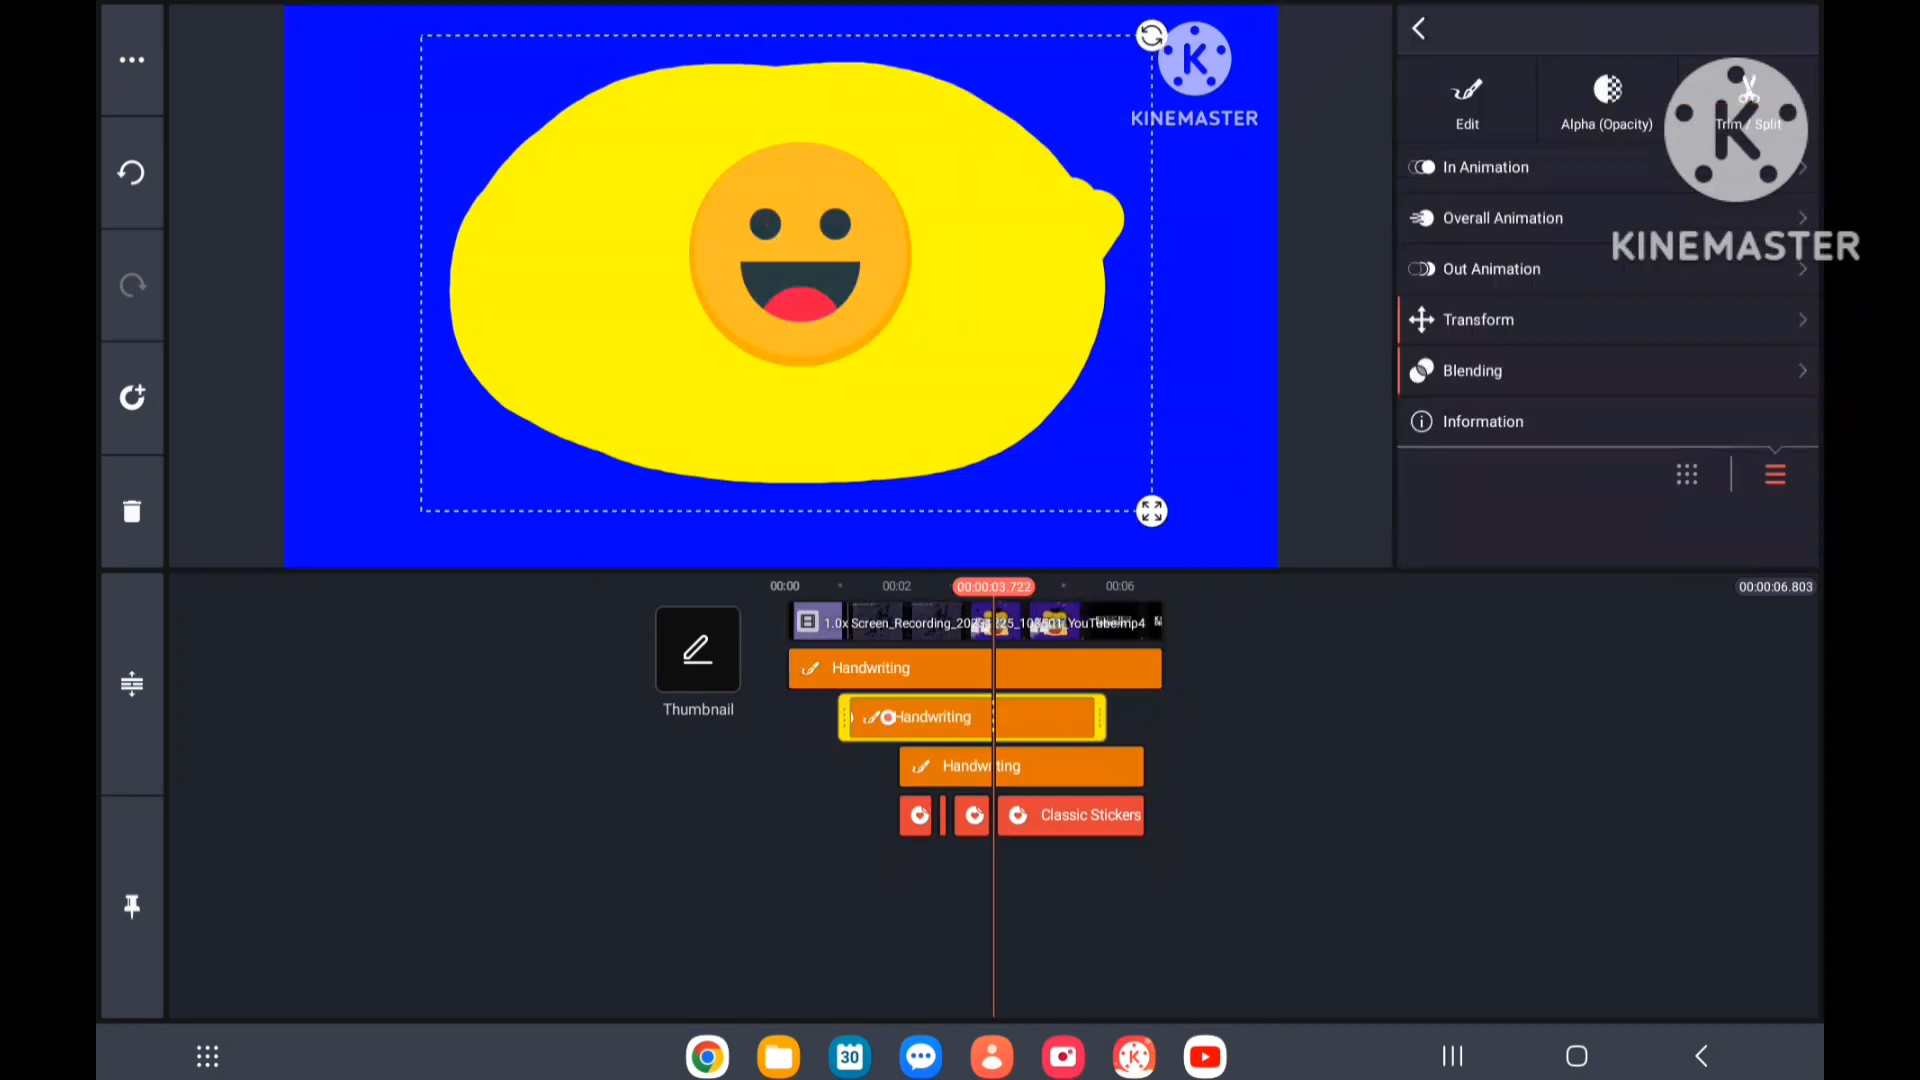 K
KINEMASTER
Edit
Alpha (Opacity)
Trim / Split
K
KINEMASTER
In Animation
Overall Animation
Out Animation
Transform
Blending
Information
00:00
00:02
00:00:03.722
00:06
00:00:06.803
Thumbnail
Handwriting
Handwriting
Handwriting
Classic Stickers
30
K